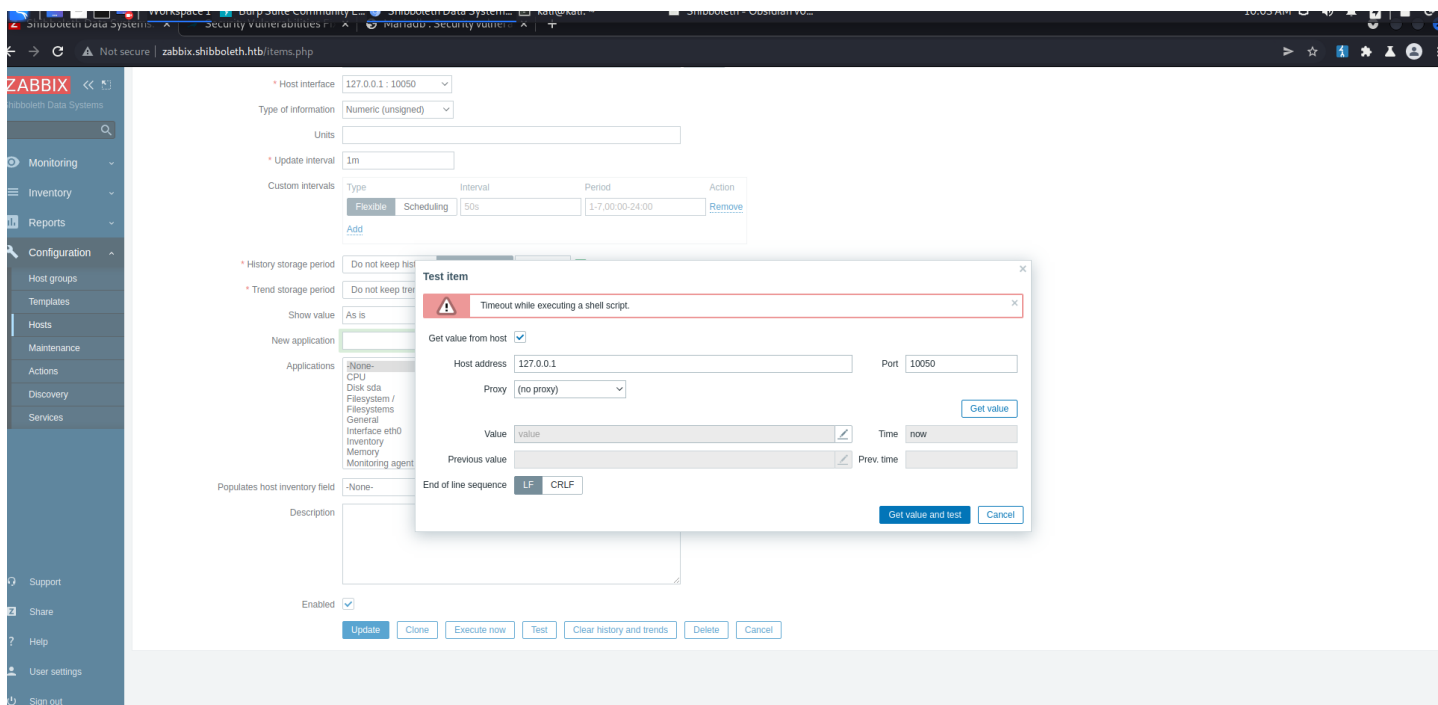 Workspace 1 Burp Suite Community E... Shibboleth Data System... kali@kali: ~ Shibboleth - Obsidian v0... 10:05 AM
Shibboleth Data Systems: × Security Vulnerabilities × Mariadb : Security vulnera × +
Not secure | zabbix.shibboleth.htb/items.php
ZABBIX
Shibboleth Data Systems
Monitoring
Inventory
Reports
Configuration
Host groups
Templates
Hosts
Maintenance
Actions
Discovery
Services
Support
Share
Help
User settings
Sign out
* Host interface 127.0.0.1 : 10050
Type of information Numeric (unsigned)
Units
* Update interval 1m
Custom intervals Type Interval Period Action
Flexible Scheduling 50s 1-7,00:00-24:00 Remove
Add
* History storage period Do not keep hist
* Trend storage period Do not keep tren
Show value As is
New application
Applications -None-
CPU
Disk sda
Filesystem /
Filesystems
General
Interface eth0
Inventory
Memory
Monitoring agent
Populates host inventory field -None-
Description
Enabled
Update Clone Execute now Test Clear history and trends Delete Cancel
Test item ×
Timeout while executing a shell script. ×
Get value from host
Host address 127.0.0.1 Port 10050
Proxy (no proxy)
Get value
Value value Time now
Previous value Prev. time
End of line sequence LF CRLF
Get value and test Cancel